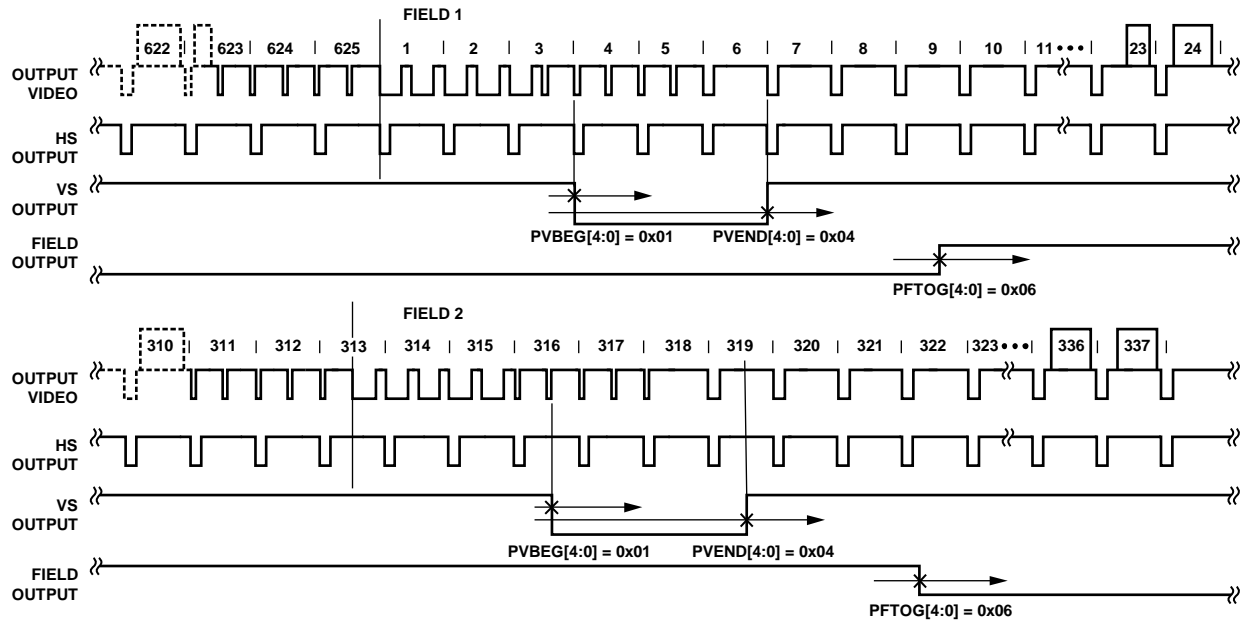 FIELD 1
622 623 624 625 1 2 3 4 5 6 7 8 9 10 11 ••• 23 24
OUTPUT
VIDEO
HS
OUTPUT
VS
OUTPUT
PVBEG[4:0] = 0x01 PVEND[4:0] = 0x04
FIELD
OUTPUT
PFTOG[4:0] = 0x06
FIELD 2
310 311 312 313 314 315 316 317 318 319 320 321 322 323 ••• 336 337
OUTPUT
VIDEO
HS
OUTPUT
VS
OUTPUT
PVBEG[4:0] = 0x01 PVEND[4:0] = 0x04
FIELD
OUTPUT
PFTOG[4:0] = 0x06